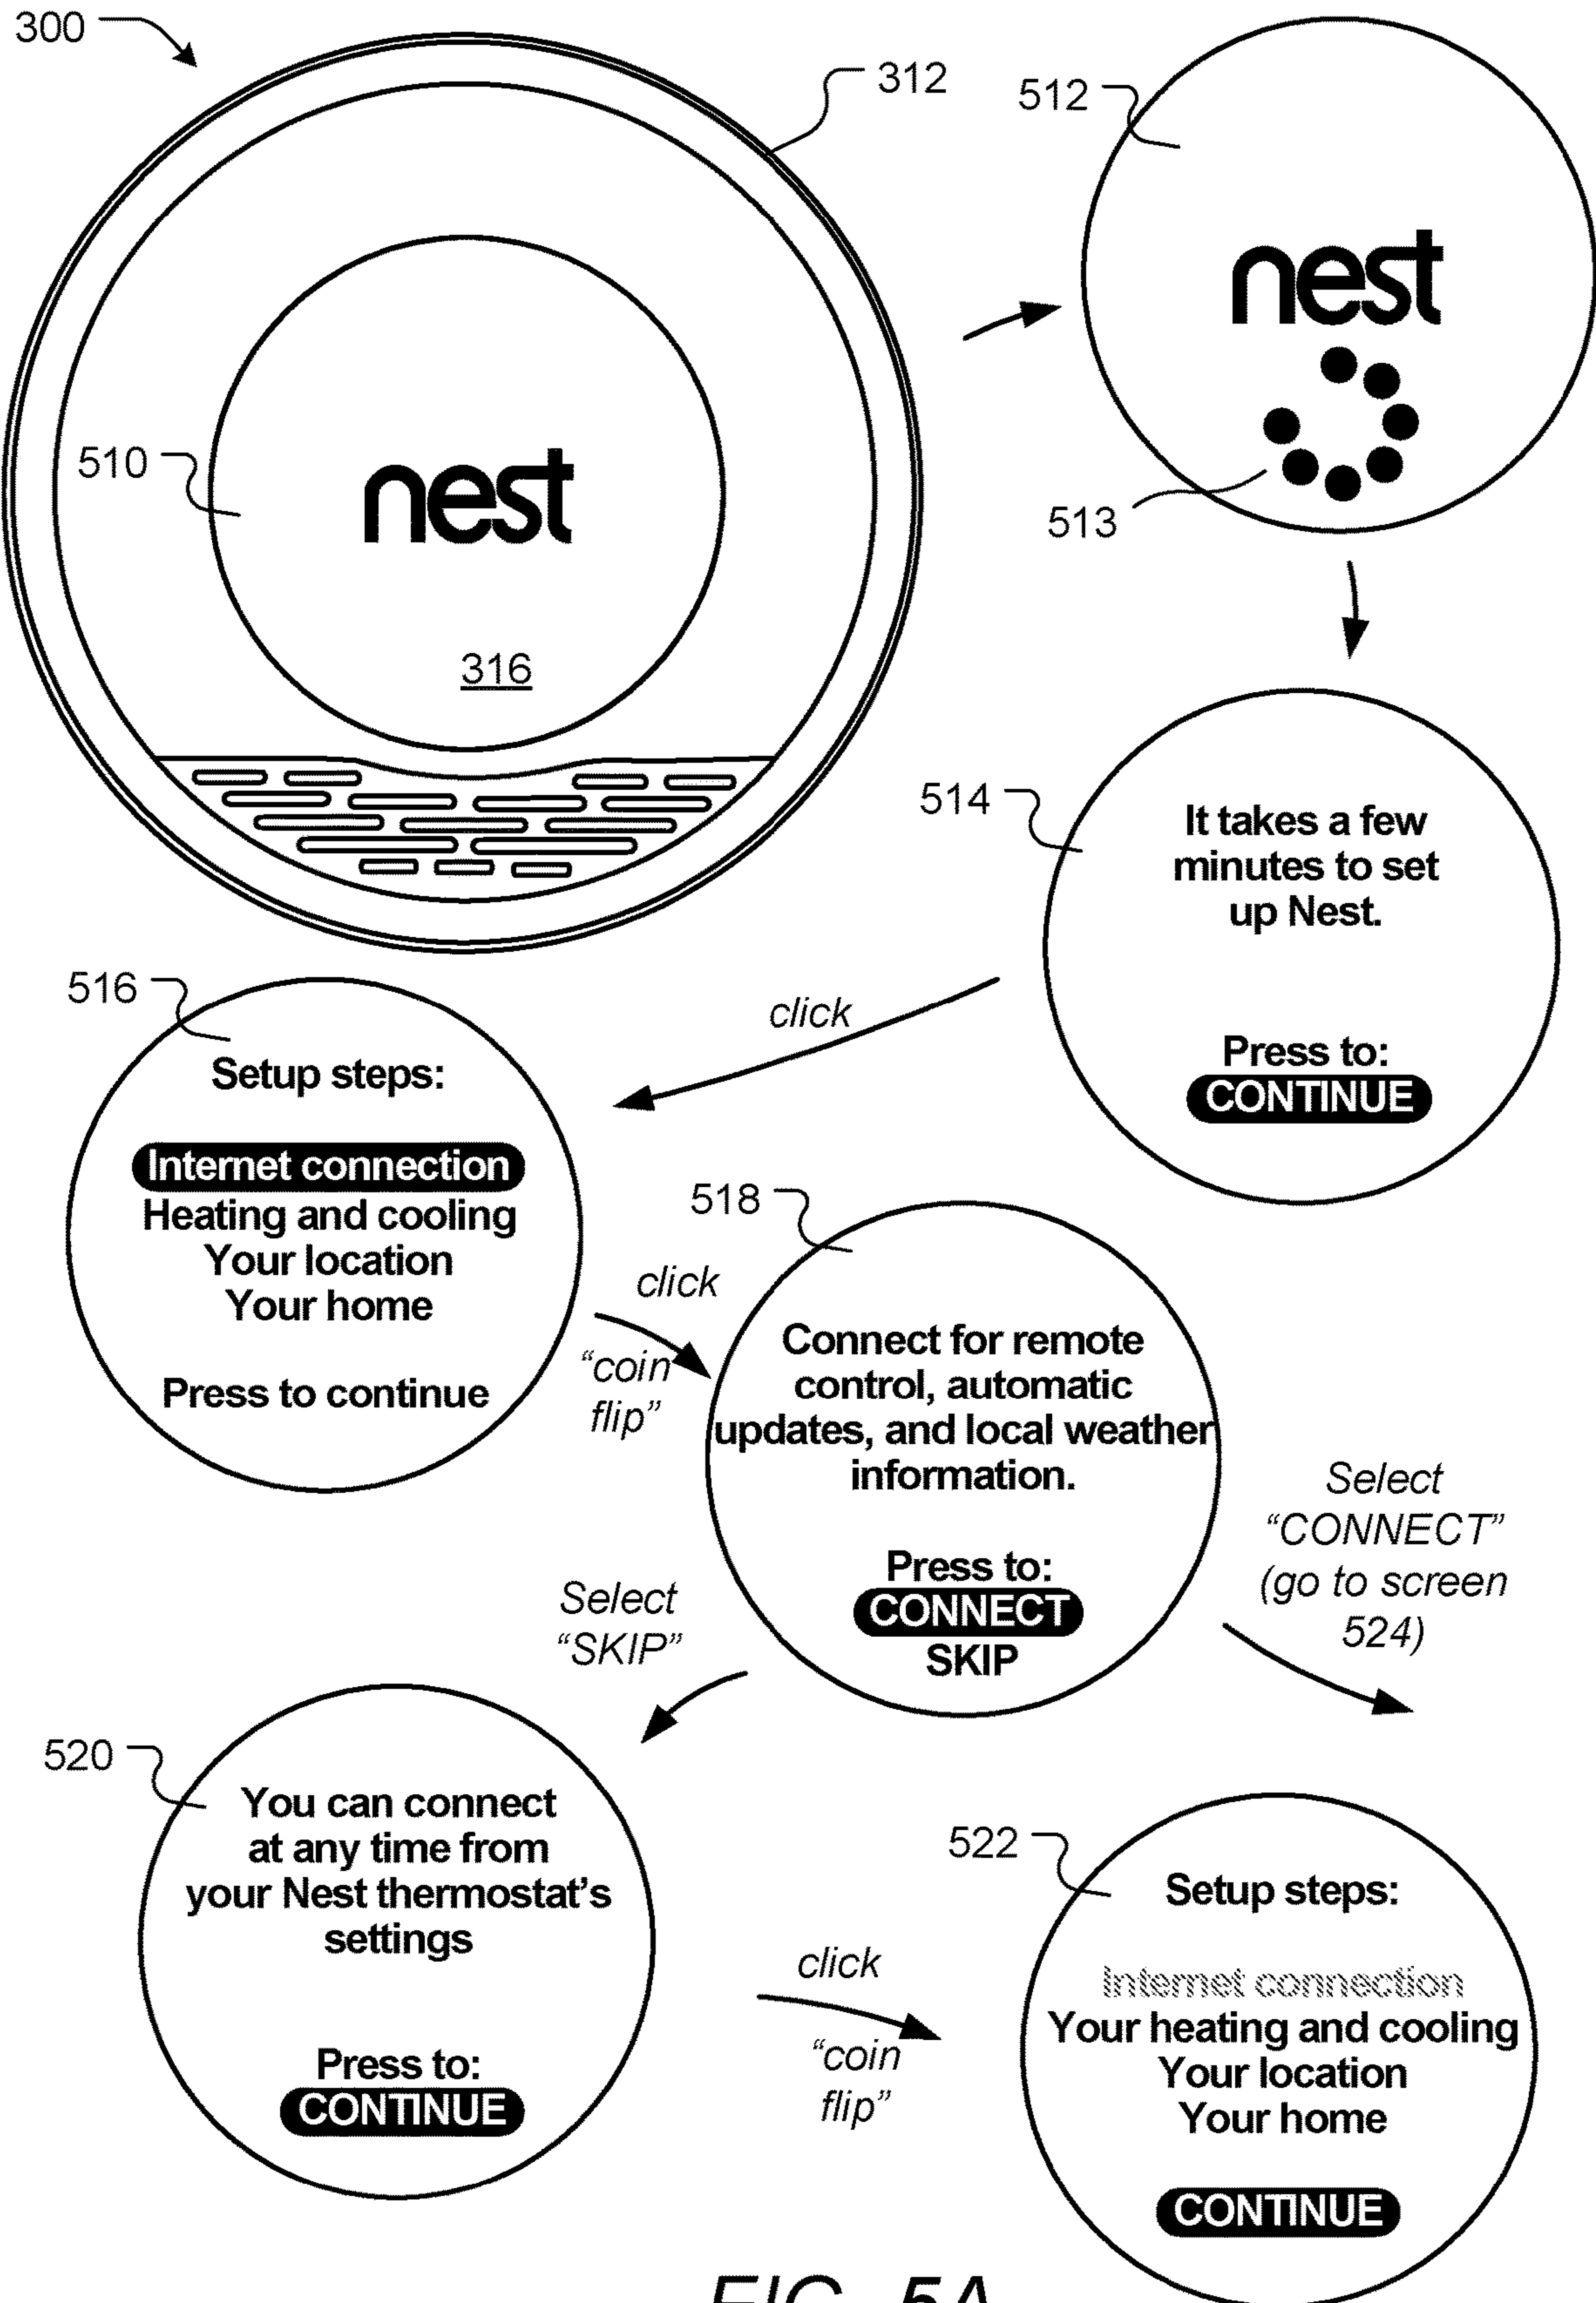 300
312
512
nest
510
nest
513
316
514
It takes a few
minutes to set
up Nest.
Press to:
CONTINUE
516
click
Setup steps:
Internet connection
Heating and cooling
Your location
Your home
Press to continue
click
“coin
flip”
518
Connect for remote
control, automatic
updates, and local weather
information.
Press to:
CONNECT
SKIP
Select
“CONNECT”
(go to screen
524)
Select
“SKIP”
520
You can connect
at any time from
your Nest thermostat’s
settings
Press to:
CONTINUE
click
“coin
flip”
522
Setup steps:
Internet connection
Your heating and cooling
Your location
Your home
CONTINUE
FIG. 5A